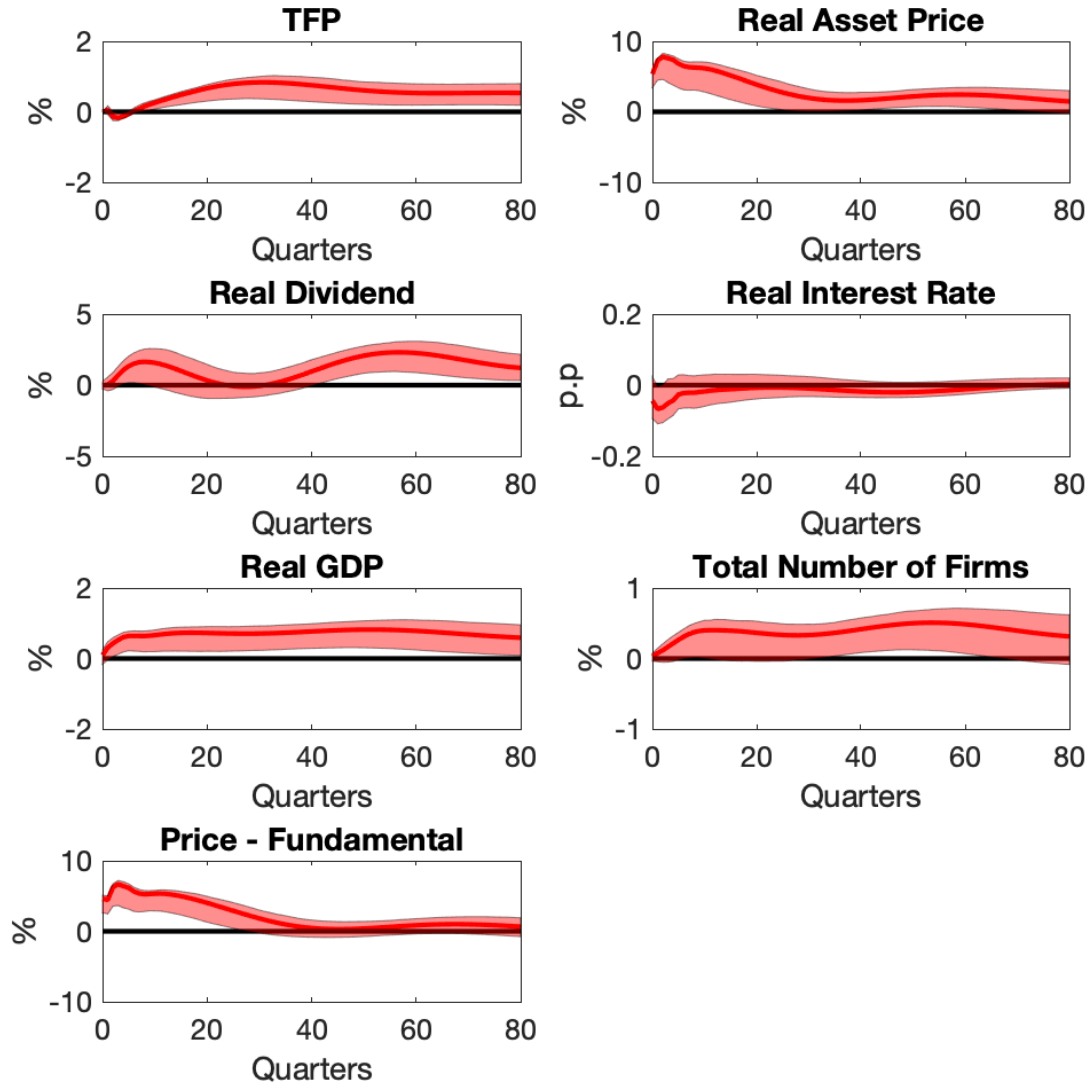 TFP
2
0
-2
%
0 20 40 60 80
Quarters
Real Asset Price
10
0
-10
%
0 20 40 60 80
Quarters
Real Dividend
5
0
-5
%
0 20 40 60 80
Quarters
Real Interest Rate
0.2
0
-0.2
p.p
0 20 40 60 80
Quarters
Real GDP
2
0
-2
%
0 20 40 60 80
Quarters
Total Number of Firms
1
0
-1
%
0 20 40 60 80
Quarters
Price - Fundamental
10
0
-10
%
0 20 40 60 80
Quarters